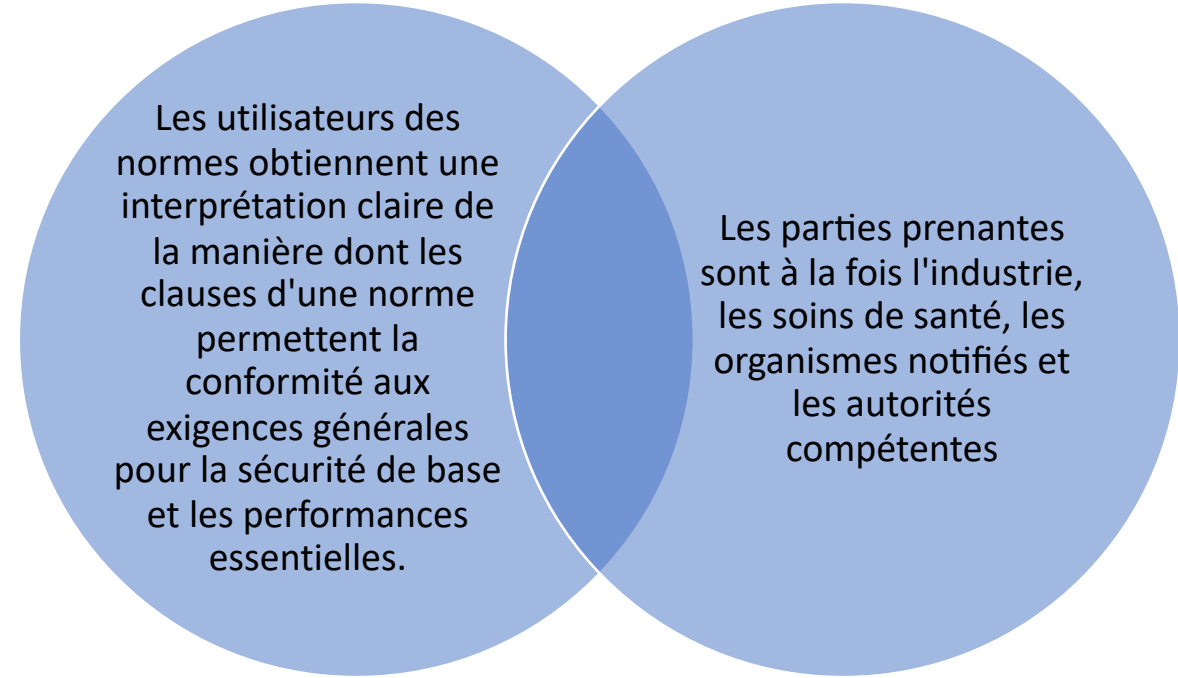 Les utilisateurs des
normes obtiennent une
interprétation claire de
la manière dont les
clauses d'une norme
permettent la
conformité aux
exigences générales
pour la sécurité de base
et les performances
essentielles.
Les parties prenantes
sont à la fois l'industrie,
les soins de santé, les
organismes notifiés et
les autorités
compétentes